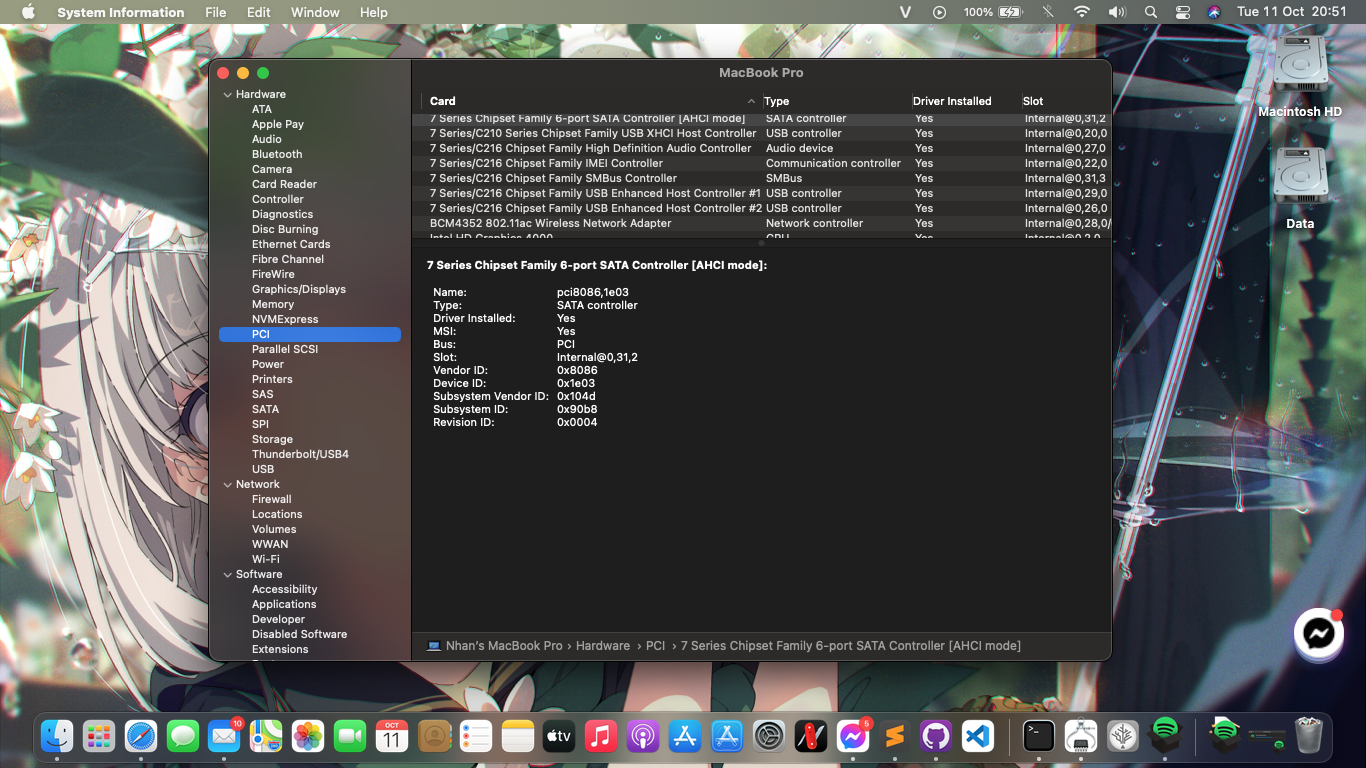 System Information File Edit Window Help V 100% Tue 11 Oct 20:51
MacBook Pro
Macintosh HD
Data
Hardware
ATA
Apple Pay
Audio
Bluetooth
Camera
Card Reader
Controller
Diagnostics
Disc Burning
Ethernet Cards
Fibre Channel
FireWire
Graphics/Displays
Memory
NVMExpress
PCI
Parallel SCSI
Power
Printers
SAS
SATA
SPI
Storage
Thunderbolt/USB4
USB
Network
Firewall
Locations
Volumes
WWAN
Wi-Fi
Software
Accessibility
Applications
Developer
Disabled Software
Extensions
Card Type Driver Installed Slot
7 Series Chipset Family 6-port SATA Controller [AHCI mode] SATA controller Yes Internal@0,31,2
7 Series/C210 Series Chipset Family USB XHCI Host Controller USB controller Yes Internal@0,20,0
7 Series/C216 Chipset Family High Definition Audio Controller Audio device Yes Internal@0,27,0
7 Series/C216 Chipset Family IMEI Controller Communication controller Yes Internal@0,22,0
7 Series/C216 Chipset Family SMBus Controller SMBus Yes Internal@0,31,3
7 Series/C216 Chipset Family USB Enhanced Host Controller #1 USB controller Yes Internal@0,29,0
7 Series/C216 Chipset Family USB Enhanced Host Controller #2 USB controller Yes Internal@0,26,0
BCM4352 802.11ac Wireless Network Adapter Network controller Yes Internal@0,28,0/
Intel HD Graphics 4000 GPU Yes Internal@0,2,0
7 Series Chipset Family 6-port SATA Controller [AHCI mode]:
Name: pci8086,1e03
Type: SATA controller
Driver Installed: Yes
MSI: Yes
Bus: PCI
Slot: Internal@0,31,2
Vendor ID: 0x8086
Device ID: 0x1e03
Subsystem Vendor ID: 0x104d
Subsystem ID: 0x90b8
Revision ID: 0x0004
Nhan's MacBook Pro › Hardware › PCI › 7 Series Chipset Family 6-port SATA Controller [AHCI mode]
10
OCT
11
tv
5